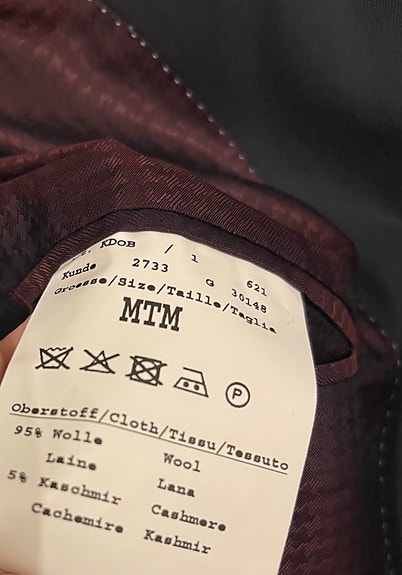 KDOB / 1 621
Kunde 2733 G 30148
Groesse/Size/Taille/Taglia
MTM
P
Oberstoff/Cloth/Tissu/Tessuto
95% Wolle Wool
Laine Lana
5% Kaschmir Cashmere
Cachemire Kashmir